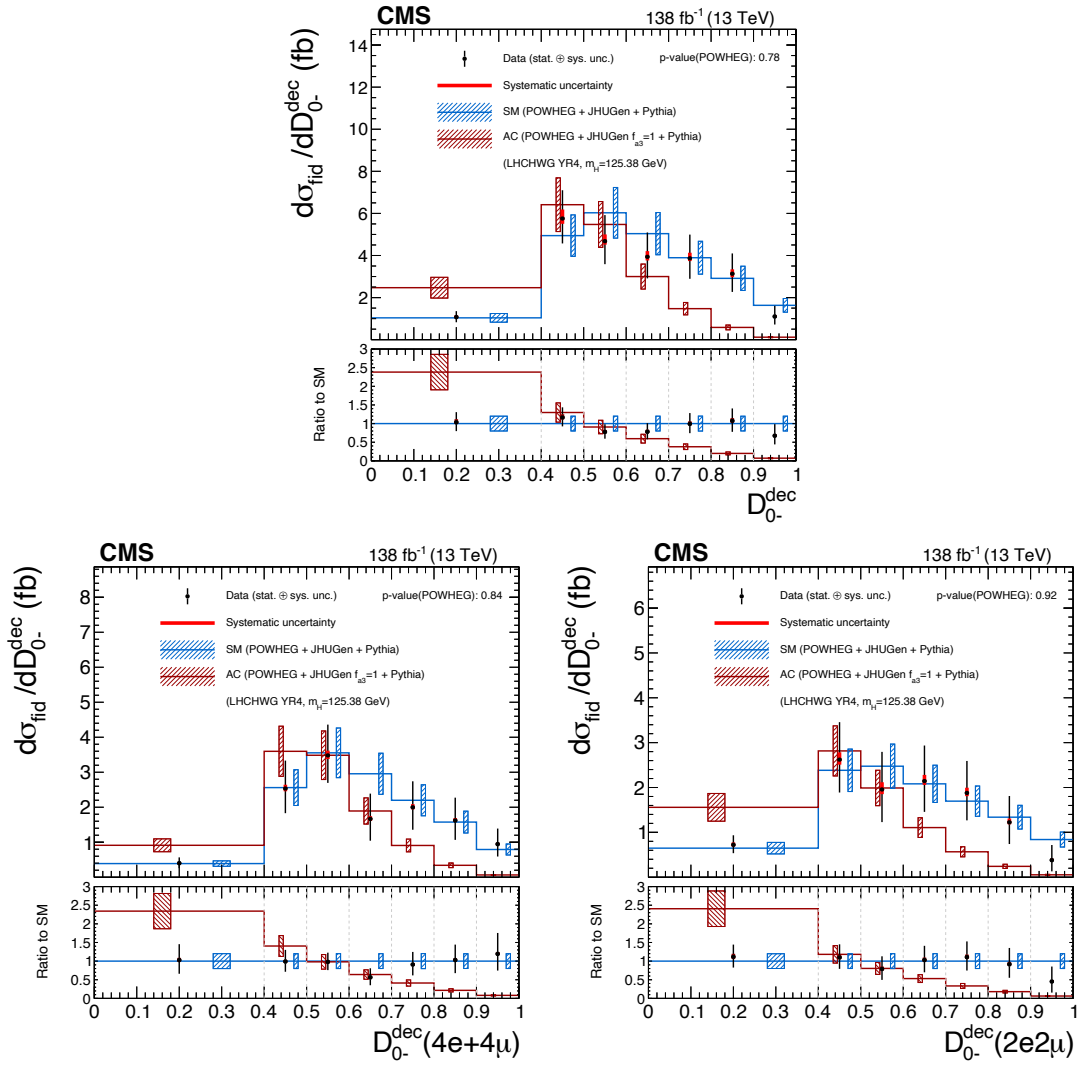 CMS 138 fb⁻¹ (13 TeV)
dσ_fid /dD_0-^dec (fb)
14
12
10
8
6
4
2
Data (stat. ⊕ sys. unc.) p-value(POWHEG): 0.78
Systematic uncertainty
SM (POWHEG + JHUGen + Pythia)
AC (POWHEG + JHUGen f_a3=1 + Pythia)
(LHCHWG YR4, m_H=125.38 GeV)
Ratio to SM
3
2.5
2
1.5
1
0.5
0
0 0.1 0.2 0.3 0.4 0.5 0.6 0.7 0.8 0.9 1
D_0-^dec
CMS 138 fb⁻¹ (13 TeV)
dσ_fid /dD_0-^dec (fb)
8
7
6
5
4
3
2
1
Data (stat. ⊕ sys. unc.) p-value(POWHEG): 0.84
Systematic uncertainty
SM (POWHEG + JHUGen + Pythia)
AC (POWHEG + JHUGen f_a3=1 + Pythia)
(LHCHWG YR4, m_H=125.38 GeV)
Ratio to SM
3
2.5
2
1.5
1
0.5
0
0 0.1 0.2 0.3 0.4 0.5 0.6 0.7 0.8 0.9 1
D_0-^dec(4e+4μ)
CMS 138 fb⁻¹ (13 TeV)
dσ_fid /dD_0-^dec (fb)
6
5
4
3
2
1
Data (stat. ⊕ sys. unc.) p-value(POWHEG): 0.92
Systematic uncertainty
SM (POWHEG + JHUGen + Pythia)
AC (POWHEG + JHUGen f_a3=1 + Pythia)
(LHCHWG YR4, m_H=125.38 GeV)
Ratio to SM
3
2.5
2
1.5
1
0.5
0
0 0.1 0.2 0.3 0.4 0.5 0.6 0.7 0.8 0.9 1
D_0-^dec(2e2μ)